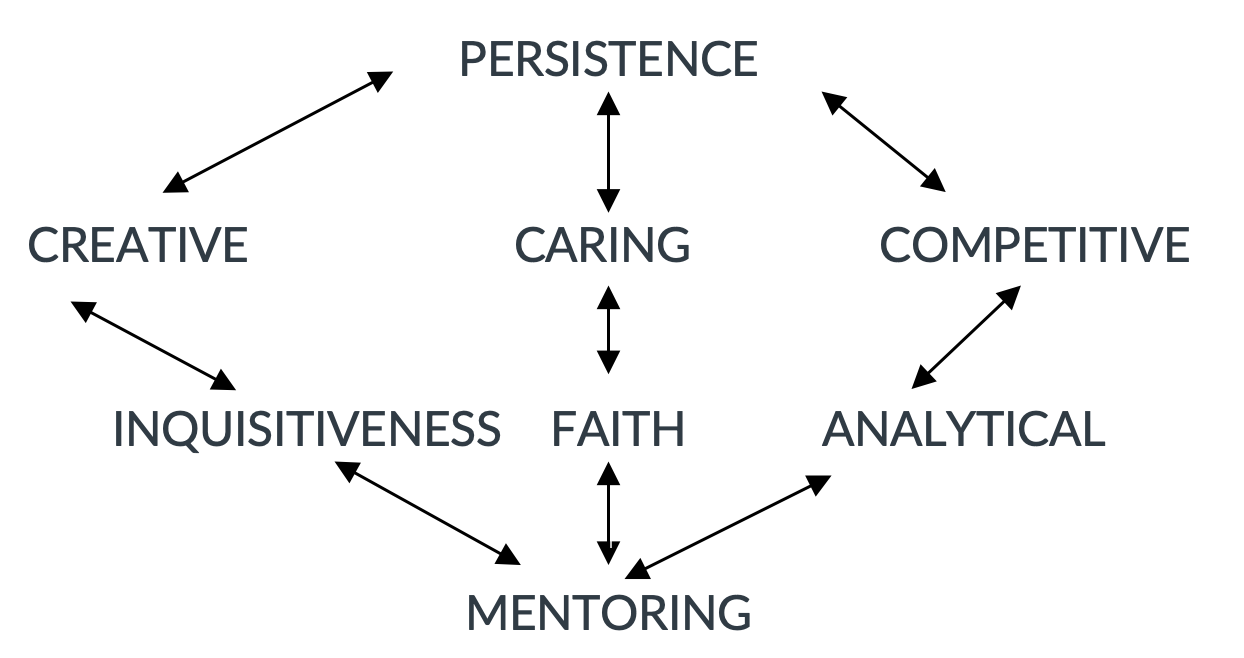 PERSISTENCE
CREATIVE CARING COMPETITIVE
INQUISITIVENESS FAITH ANALYTICAL
MENTORING